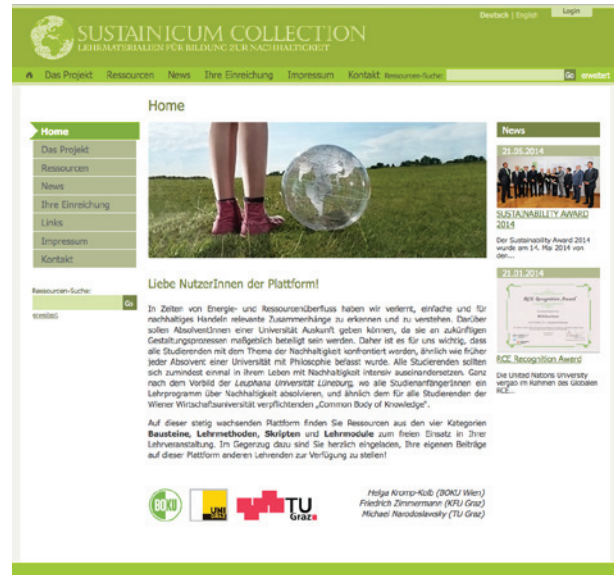 Deutsch | English Login
SUSTAINICUM COLLECTION
LEHRMATERIALIEN FÜR BILDUNG ZUR NACHHALTIGKEIT
Das Projekt Ressourcen News Ihre Einreichung Impressum Kontakt Ressourcen-Suche: Go erweitert
Home
Home
Das Projekt
Ressourcen
News
Ihre Einreichung
Links
Impressum
Kontakt
Ressourcen-Suche:
Go
erweitert
Liebe NutzerInnen der Plattform!
In Zeiten von Energie- und Ressourcenüberfluss haben wir verlernt, einfache und für
nachhaltiges Handeln relevante Zusammenhänge zu erkennen und zu verstehen. Darüber
sollen AbsolventInnen einer Universität Auskunft geben können, da sie an zukünftigen
Gestaltungsprozessen maßgeblich beteiligt sein werden. Daher ist es für uns wichtig, dass
alle Studierenden mit dem Thema der Nachhaltigkeit konfrontiert werden, ähnlich wie früher
jeder Absolvent einer Universität mit Philosophie befasst wurde. Alle Studierenden sollten
sich zumindest einmal in ihrem Leben mit Nachhaltigkeit intensiv auseinandersetzen. Ganz
nach dem Vorbild der Leuphana Universität Lüneburg, wo alle StudienanfängerInnen ein
Lehrprogramm über Nachhaltigkeit absolvieren, und ähnlich dem für alle Studierenden der
Wiener Wirtschaftsuniversität verpflichtenden „Common Body of Knowledge".
Auf dieser stetig wachsenden Plattform finden Sie Ressourcen aus den vier Kategorien
Bausteine, Lehrmethoden, Skripten und Lehrmodule zum freien Einsatz in Ihrer
Lehrveranstaltung. Im Gegenzug dazu sind Sie herzlich eingeladen, Ihre eigenen Beiträge
auf dieser Plattform anderen Lehrenden zur Verfügung zu stellen!
BOKU
UNI
GRAZ
TU
Graz
Helga Kromp-Kolb (BOKU Wien)
Friedrich Zimmermann (KFU Graz)
Michael Narodoslavsky (TU Graz)
News
21.05.2014
SUSTAINABILITY AWARD
2014
Der Sustainability Award 2014
wurde am 14. Mai 2014 von
der...
21.01.2014
RCE Recognition Award
RCE Recognition Award
Die United Nations University
vergab im Rahmen des Globalen
RCE...